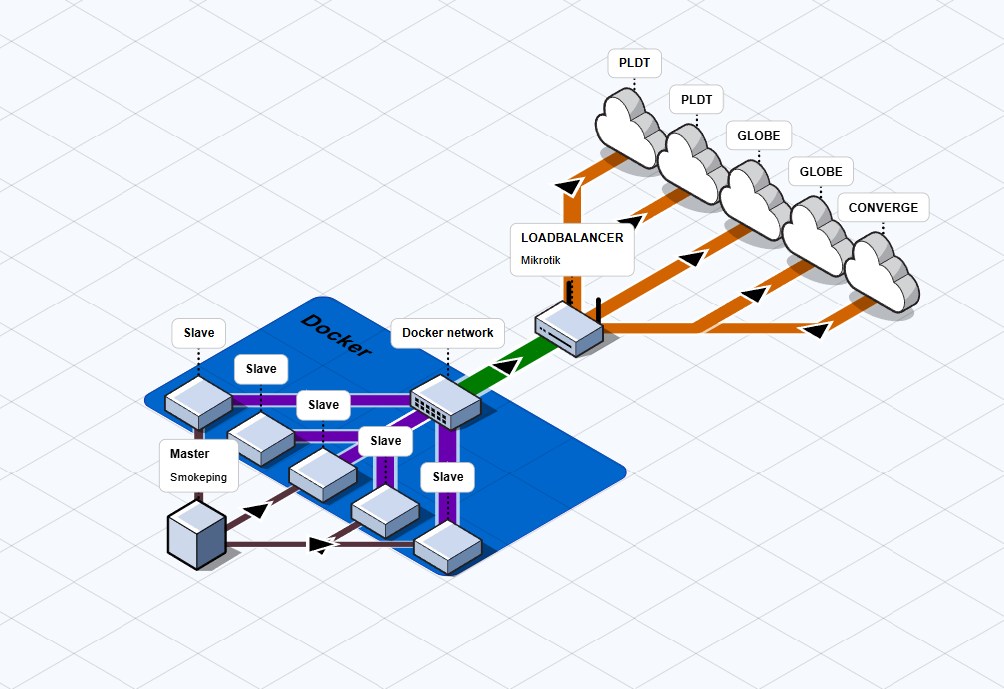 PLDT
PLDT
GLOBE
GLOBE
CONVERGE
LOADBALANCER
Mikrotik
Docker
Docker network
Slave
Slave
Slave
Slave
Slave
Master
Smokeping